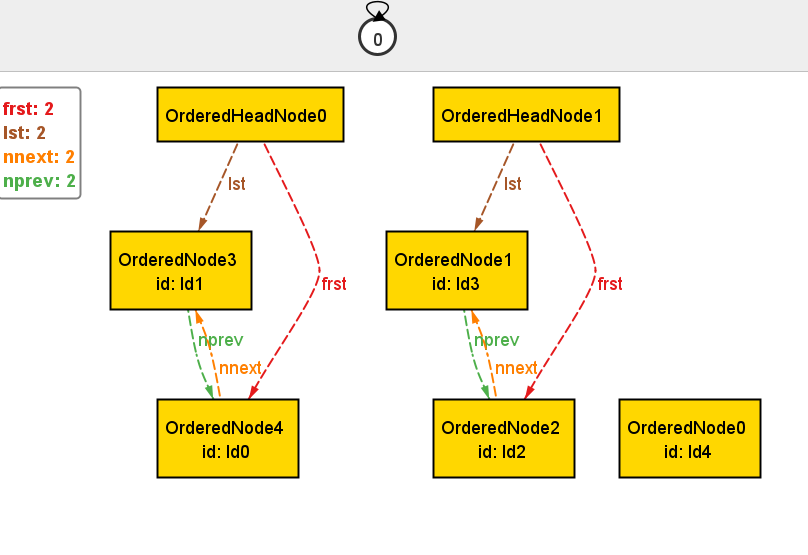 0
frst: 2
lst: 2
nnext: 2
nprev: 2
OrderedHeadNode0
OrderedHeadNode1
lst
lst
OrderedNode3
id: Id1
OrderedNode1
id: Id3
frst
frst
nprev
nprev
nnext
nnext
OrderedNode4
id: Id0
OrderedNode2
id: Id2
OrderedNode0
id: Id4